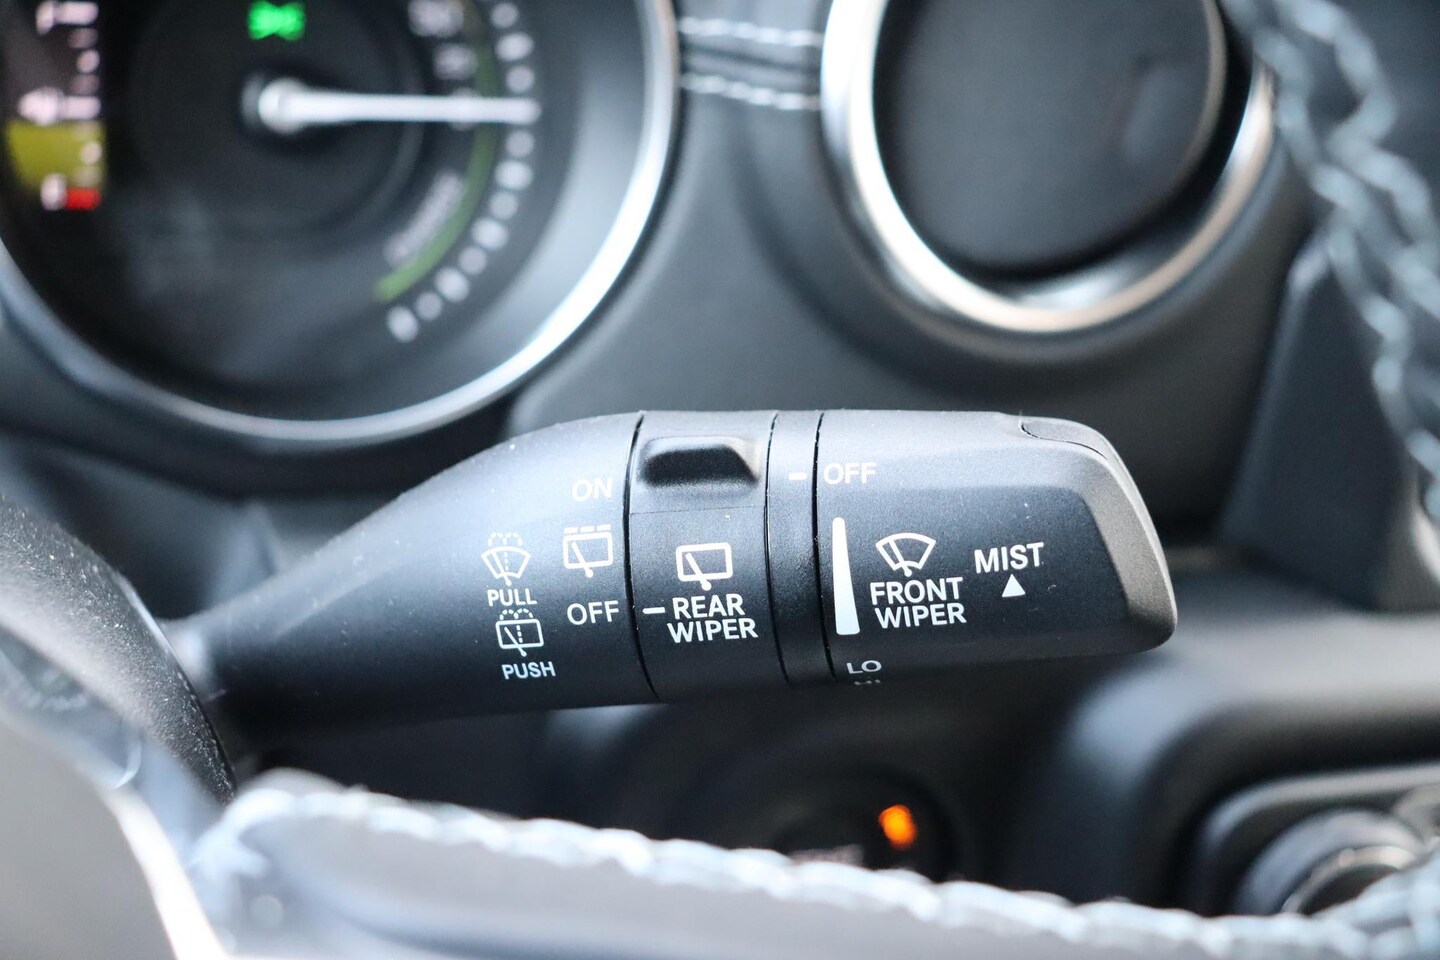 ON
OFF
PULL
PUSH
OFF
REAR
WIPER
FRONT
WIPER
MIST
LO